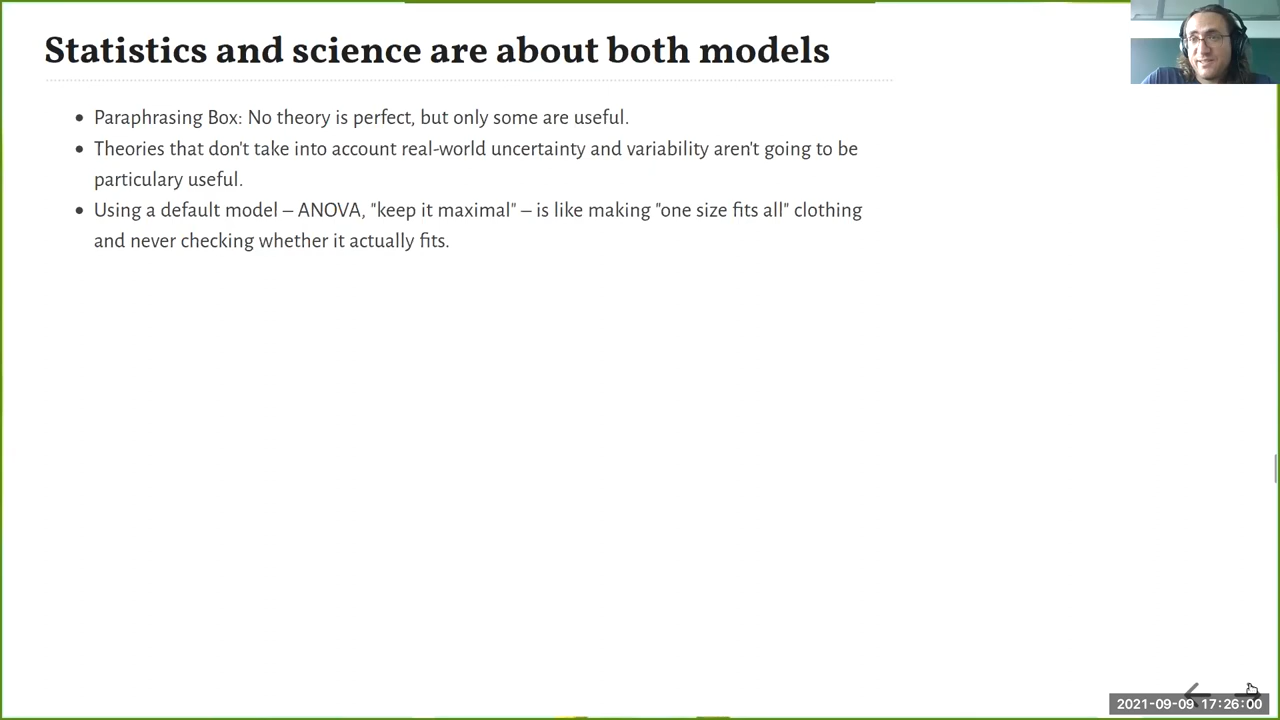 Statistics and science are about both models
• Paraphrasing Box: No theory is perfect, but only some are useful.
• Theories that don't take into account real-world uncertainty and variability aren't going to be
particulary useful.
• Using a default model – ANOVA, "keep it maximal" – is like making "one size fits all" clothing
and never checking whether it actually fits.
2021-09-09 17:26:00